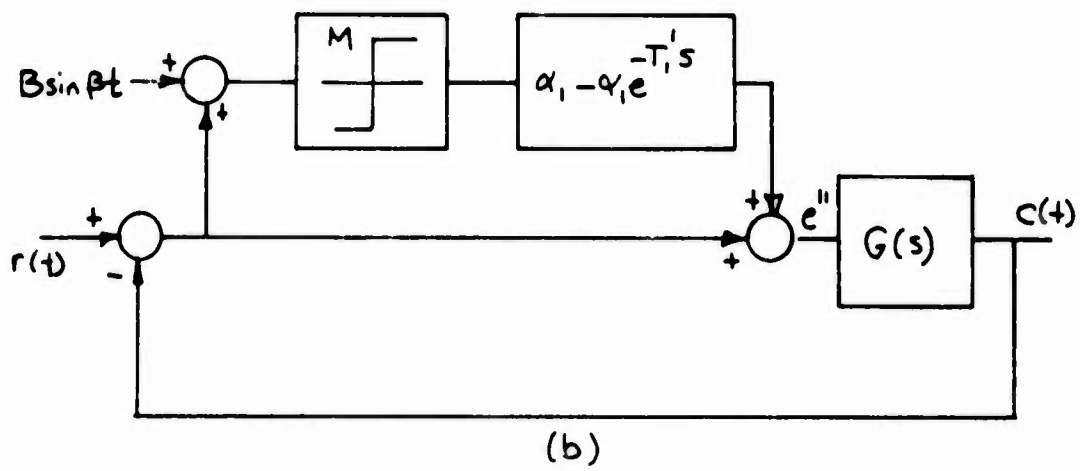 M
B sin βt
+
+
α₁ - α₁e^-T₁'s
+
r(t)
-
+
+
e''
G(s)
c(t)
(b)